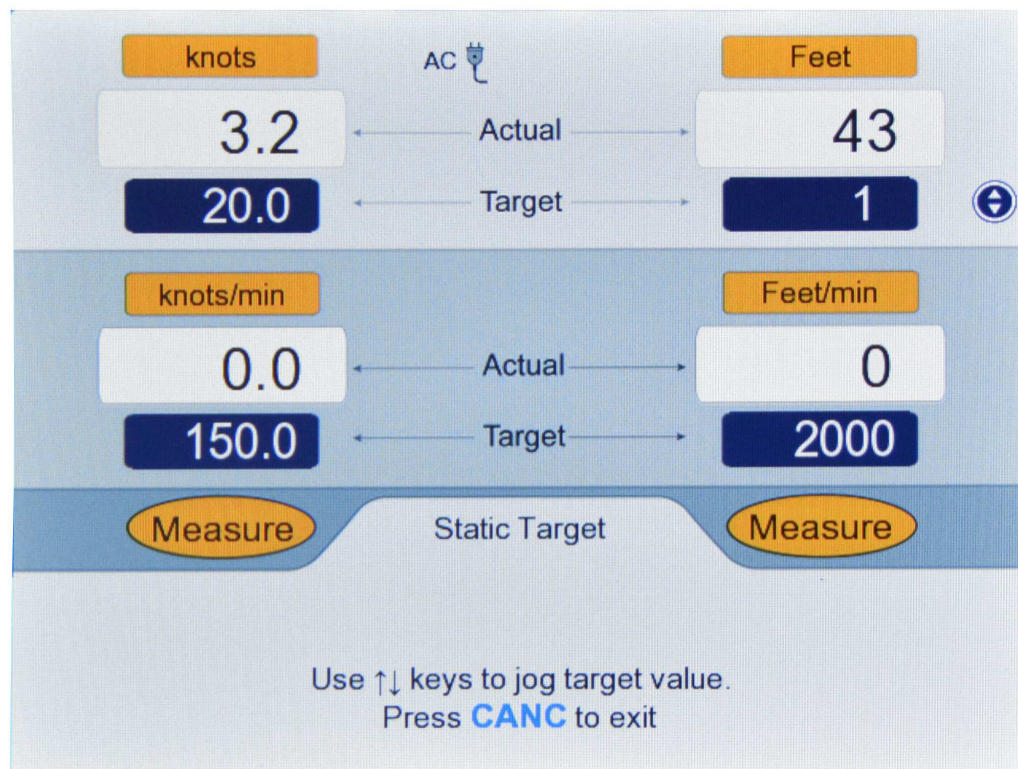 knots AC Feet
3.2 Actual 43
20.0 Target 1
knots/min Feet/min
0.0 Actual 0
150.0 Target 2000
Measure Static Target Measure
Use ↑↓ keys to jog target value.
Press CANC to exit